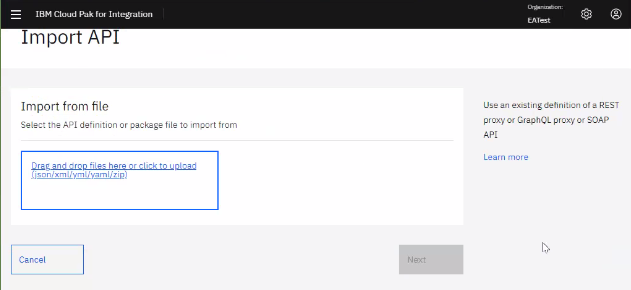 IBM Cloud Pak for Integration
Organization:
EATest
Import API
Import from file
Select the API definition or package file to import from
Drag and drop files here or click to upload
(json/xml/yml/yaml/zip)
Use an existing definition of a REST
proxy or GraphQL proxy or SOAP
API
Learn more
Cancel
Next